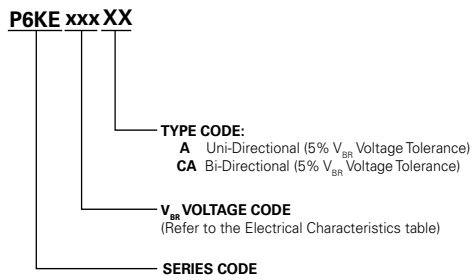 P6KE xxx XX
TYPE CODE:
A Uni-Directional (5% VBR Voltage Tolerance)
CA Bi-Directional (5% VBR Voltage Tolerance)
VBR VOLTAGE CODE
(Refer to the Electrical Characteristics table)
SERIES CODE